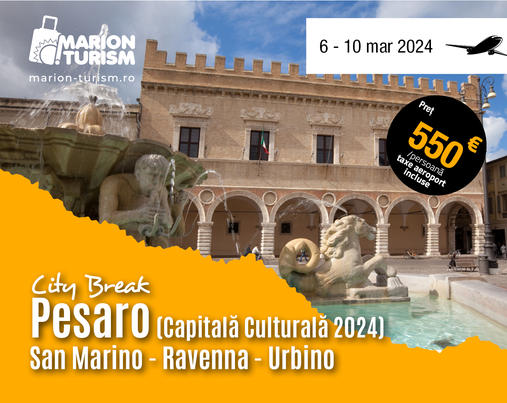 MARION
TURISM
marion-turism.ro
6 - 10 mar 2024
Preț
550 €
/persoană
taxe aeroport
incluse
City Break
Pesaro (Capitală Culturală 2024)
San Marino - Ravenna - Urbino